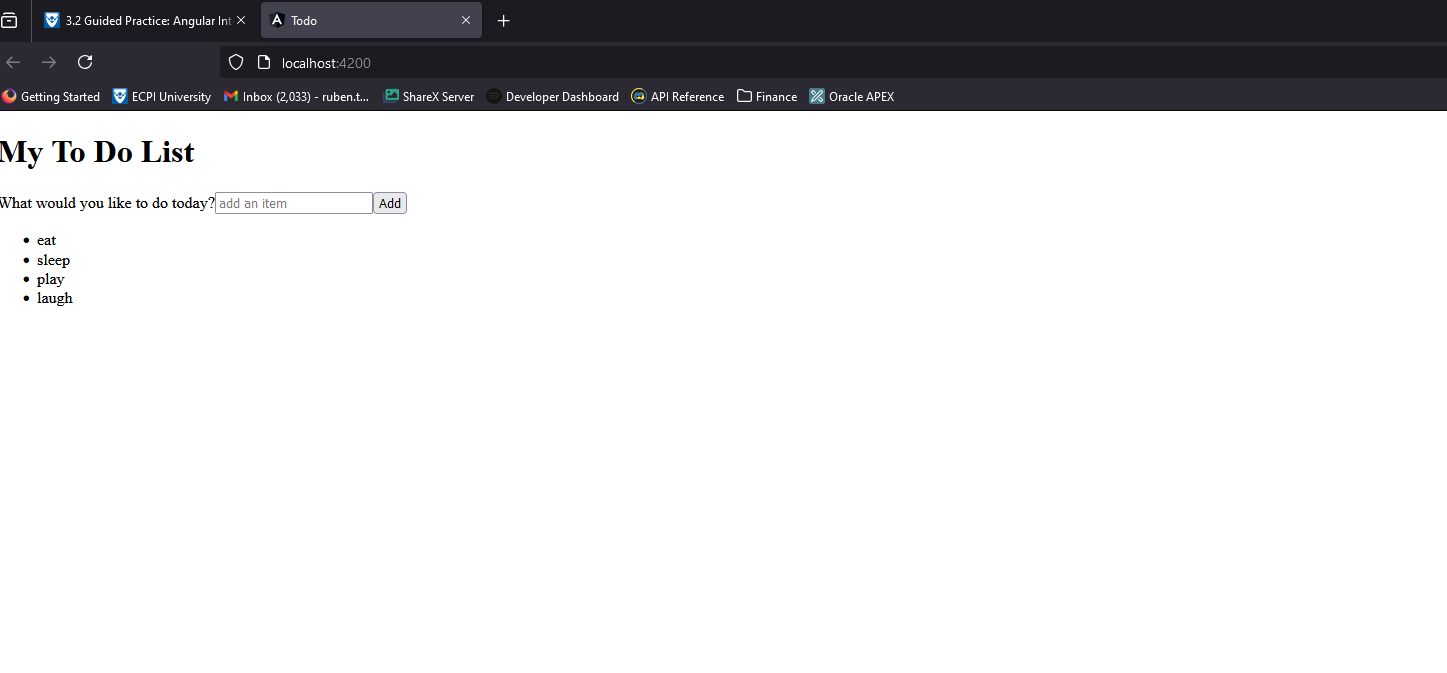 3.2 Guided Practice: Angular Int
Todo
localhost:4200
Getting Started ECPI University Inbox (2,033) - ruben.t... ShareX Server Developer Dashboard API Reference Finance Oracle APEX
My To Do List
What would you like to do today? add an item Add
eat
sleep
play
laugh